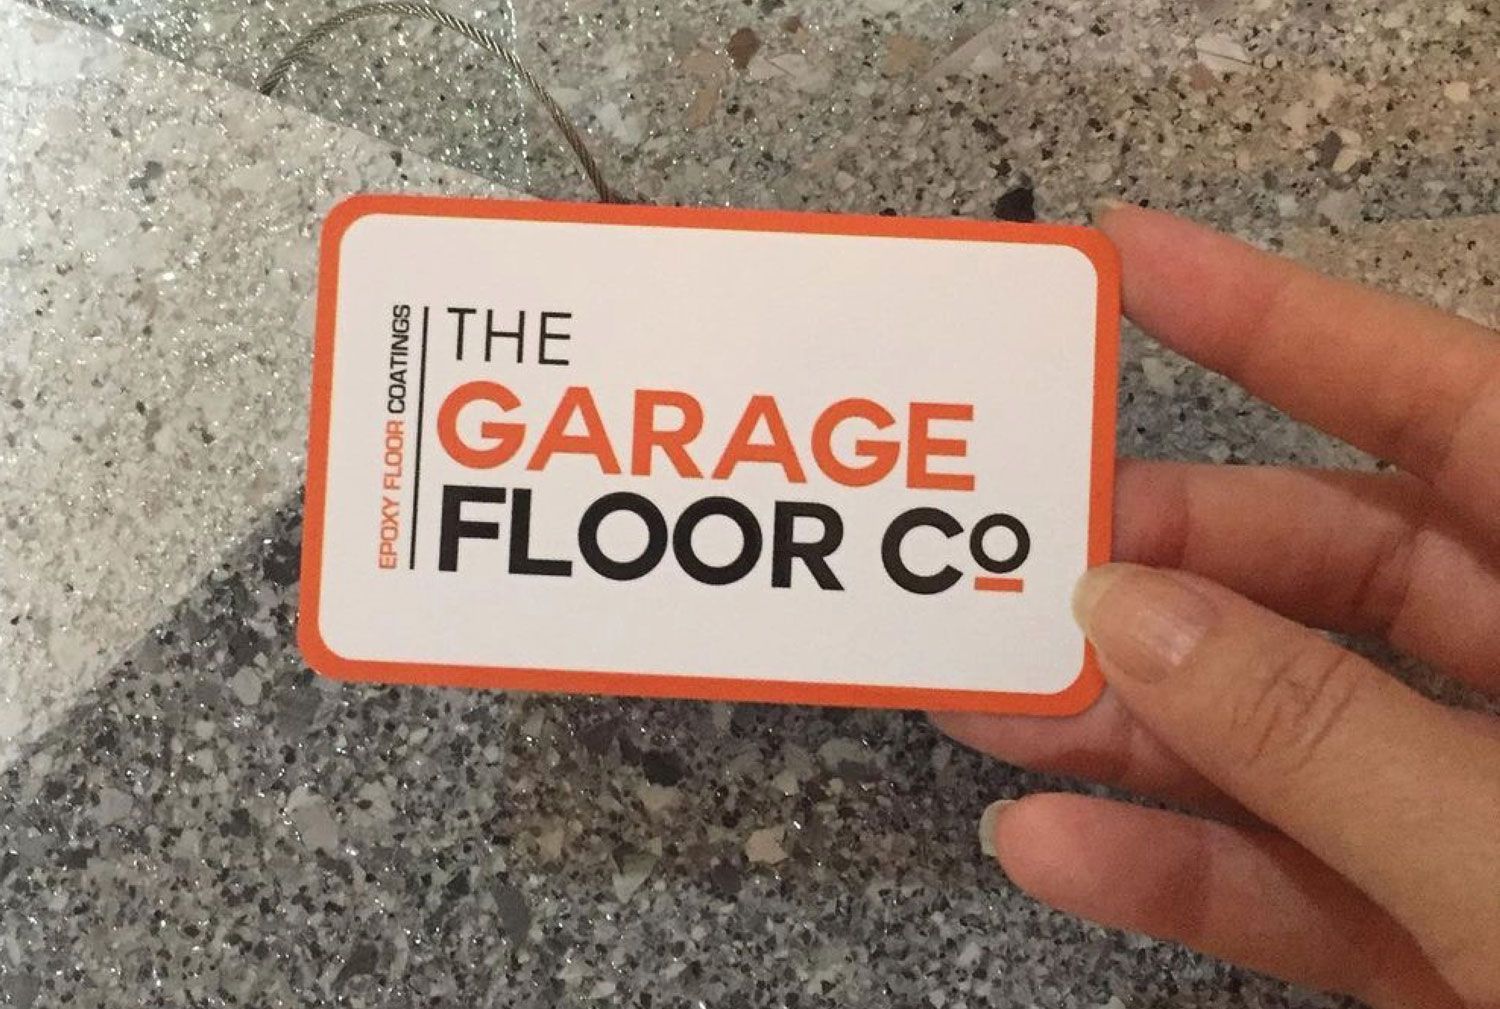 EPOXY FLOOR COATINGS
THE
GARAGE
FLOOR Co